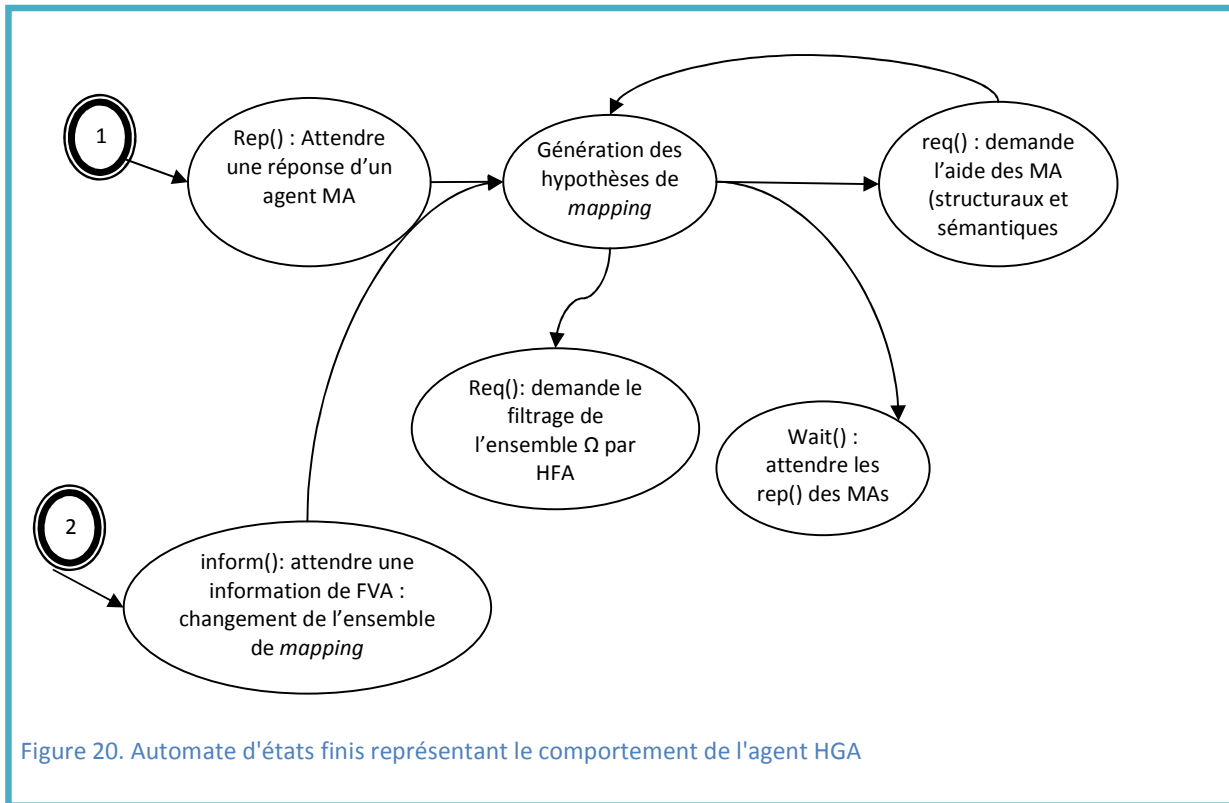 1
Rep() : Attendre
une réponse d’un
agent MA
Génération des
hypothèses de
mapping
req() : demande
l’aide des MA
(structuraux et
sémantiques
Req(): demande le
filtrage de
l’ensemble Ω par
HFA
Wait() :
attendre les
rep() des MAs
2
inform(): attendre une
information de FVA :
changement de l’ensemble
de mapping
Figure 20. Automate d'états finis représentant le comportement de l'agent HGA